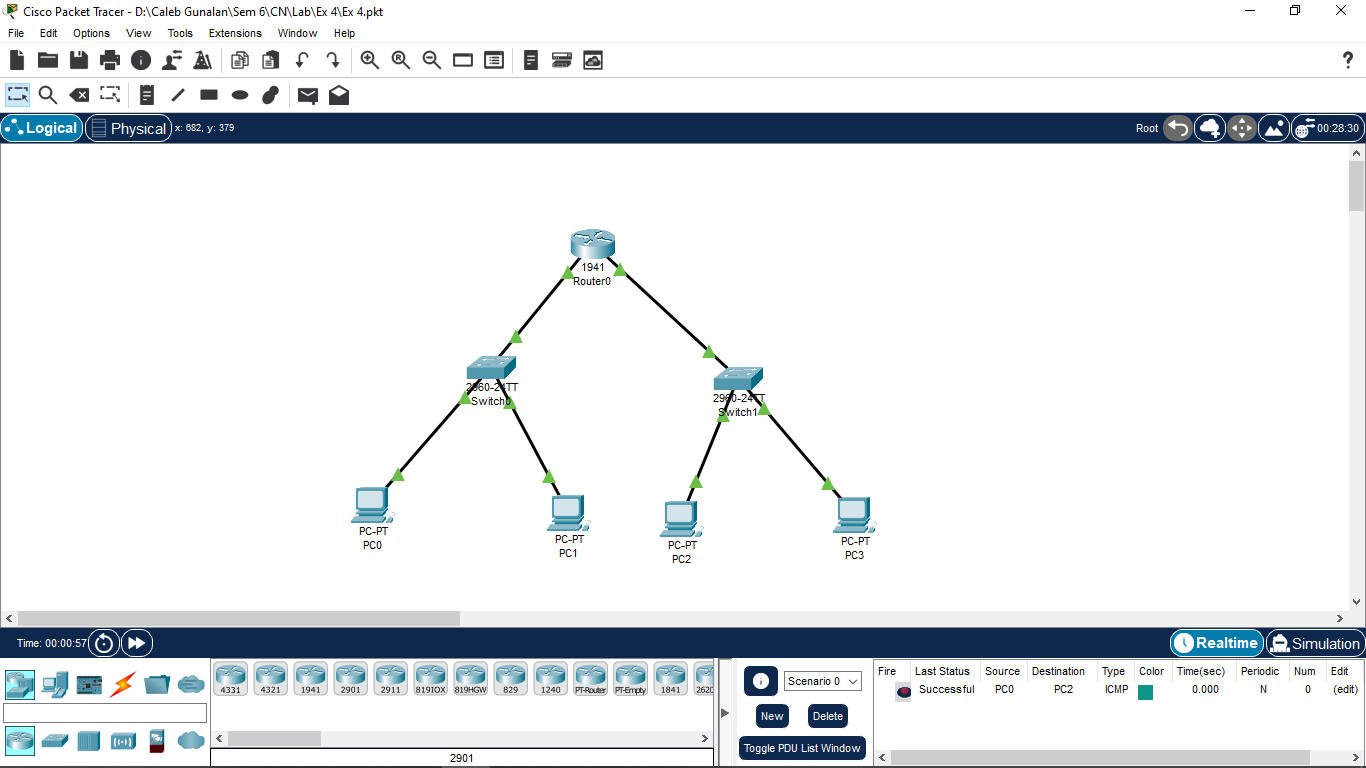 Cisco Packet Tracer - D:\Caleb Gunalan\Sem 6\CN\Lab\Ex 4\Ex 4.pkt
File Edit Options View Tools Extensions Window Help
Logical Physical x: 682, y: 379 Root 00:28:30
1941
Router0
2960-24TT
Switch0
2960-24TT
Switch1
PC-PT
PC0
PC-PT
PC1
PC-PT
PC2
PC-PT
PC3
Time: 00:00:57 Realtime Simulation
4331 4321 1941 2901 2911 819IOX 819HGW 829 1240 PT-Router PT-Empty 1841 2620
2901
Scenario 0
New Delete
Toggle PDU List Window
Fire Last Status Source Destination Type Color Time(sec) Periodic Num Edit
Successful PC0 PC2 ICMP 0.000 N 0 (edit)